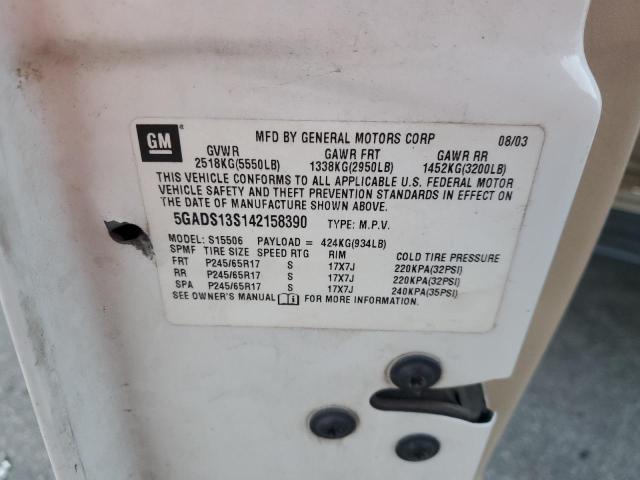 GM ® MFD BY GENERAL MOTORS CORP 08/03
GVWR GAWR FRT GAWR RR
2518KG(5550LB) 1338KG(2950LB) 1452KG(3200LB)
THIS VEHICLE CONFORMS TO ALL APPLICABLE U.S. FEDERAL MOTOR
VEHICLE SAFETY AND THEFT PREVENTION STANDARDS IN EFFECT ON
THE DATE OF MANUFACTURE SHOWN ABOVE.
5GADS13S142158390 TYPE: M.P.V.
MODEL: S15506 PAYLOAD = 424KG(934LB)
SPMF TIRE SIZE SPEED RTG RIM COLD TIRE PRESSURE
FRT P245/65R17 S 17X7J 220KPA(32PSI)
RR P245/65R17 S 17X7J 220KPA(32PSI)
SPA P245/65R17 S 17X7J 240KPA(35PSI)
SEE OWNER'S MANUAL FOR MORE INFORMATION.